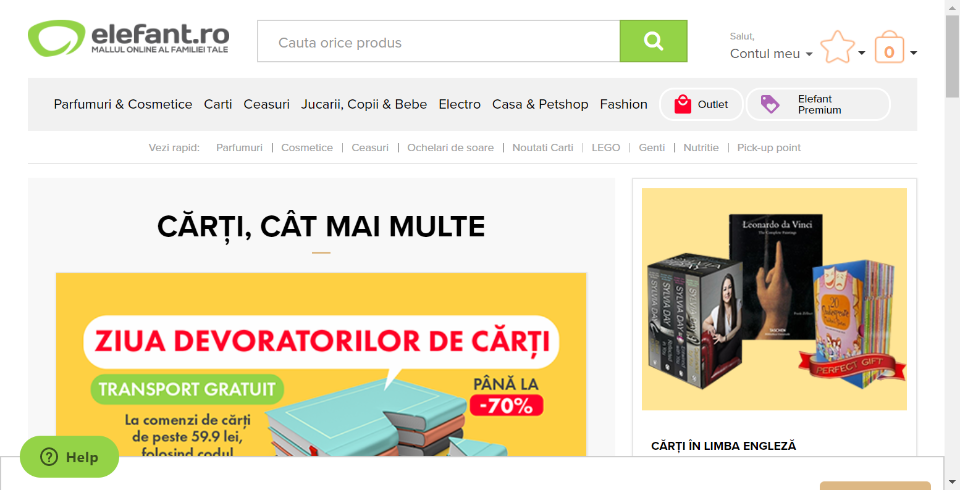 elefant.ro
MALLUL ONLINE AL FAMILIEI TALE
Cauta orice produs
Salut,
Contul meu
0
Parfumuri & Cosmetice Carti Ceasuri Jucarii, Copii & Bebe Electro Casa & Petshop Fashion Outlet Elefant Premium
Vezi rapid: Parfumuri | Cosmetice | Ceasuri | Ochelari de soare | Noutati Carti | LEGO | Genti | Nutritie | Pick-up point
CĂRȚI, CÂT MAI MULTE
ZIUA DEVORATORILOR DE CĂRȚI
TRANSPORT GRATUIT
PÂNĂ LA
-70%
La comenzi de cărți
de peste 59.9 lei,
folosind codul
Leonardo da Vinci
The Complete Paintings
SYLVIA DAY
SYLVIA DAY
SYLVIA DAY
TASCHEN
20
PERFECT GIFT
CĂRȚI ÎN LIMBA ENGLEZĂ
Help